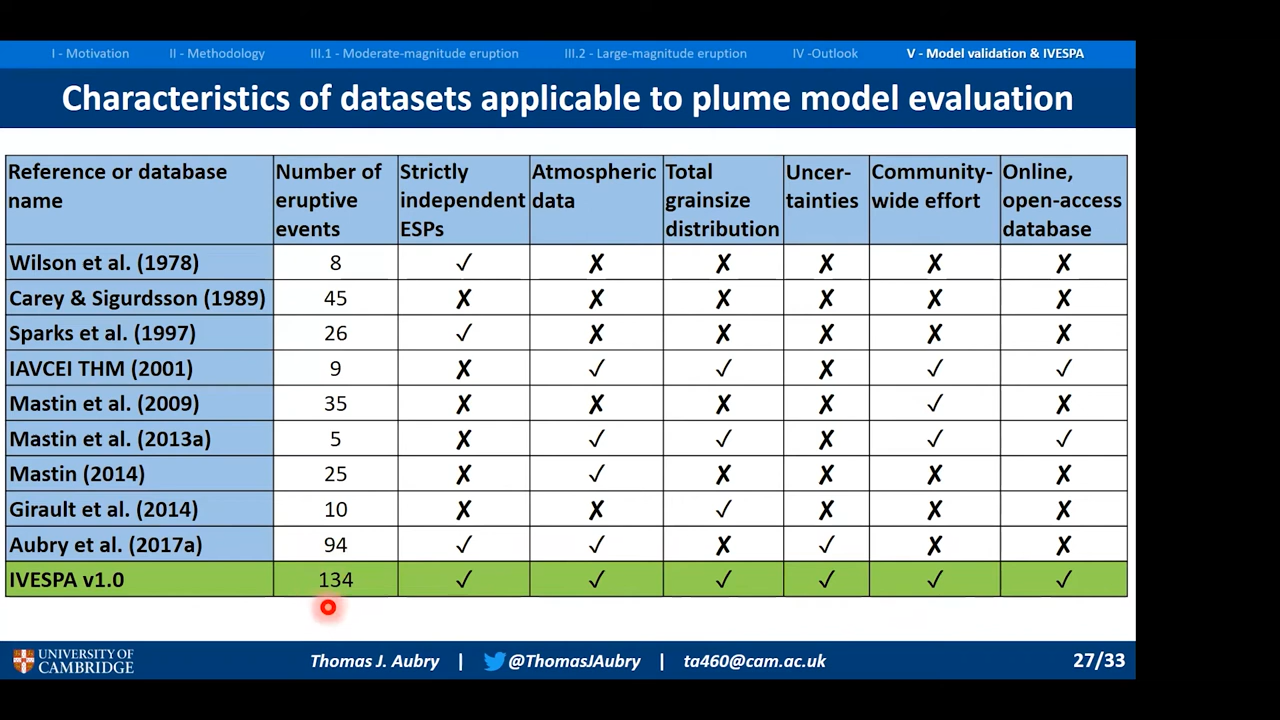 I - Motivation II - Methodology III.1 - Moderate-magnitude eruption III.2 - Large-magnitude eruption IV -Outlook V - Model validation & IVESPA
Characteristics of datasets applicable to plume model evaluation
Reference or database name Number of eruptive events Strictly independent ESPs Atmospheric data Total grainsize distribution Uncer-tainties Community-wide effort Online, open-access database
Wilson et al. (1978) 8 ✓ ✗ ✗ ✗ ✗ ✗
Carey & Sigurdsson (1989) 45 ✗ ✗ ✗ ✗ ✗ ✗
Sparks et al. (1997) 26 ✓ ✗ ✗ ✗ ✗ ✗
IAVCEI THM (2001) 9 ✗ ✓ ✓ ✗ ✓ ✓
Mastin et al. (2009) 35 ✗ ✗ ✗ ✗ ✓ ✗
Mastin et al. (2013a) 5 ✗ ✓ ✓ ✗ ✓ ✓
Mastin (2014) 25 ✗ ✓ ✗ ✗ ✗ ✗
Girault et al. (2014) 10 ✗ ✗ ✓ ✗ ✗ ✗
Aubry et al. (2017a) 94 ✓ ✓ ✗ ✓ ✗ ✗
IVESPA v1.0 134 ✓ ✓ ✓ ✓ ✓ ✓
UNIVERSITY OF
CAMBRIDGE
Thomas J. Aubry | @ThomasJAubry | ta460@cam.ac.uk
27/33